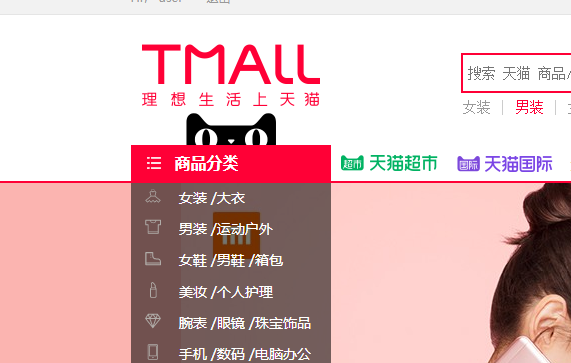 TMALL
理想生活上天猫
搜索 天猫 商品/
女装 | 男装 |
商品分类
超市 天猫超市
国际 天猫国际
女装 /大衣
男装 /运动户外
女鞋 /男鞋 /箱包
美妆 /个人护理
腕表 /眼镜 /珠宝饰品
手机 /数码 /电脑办公